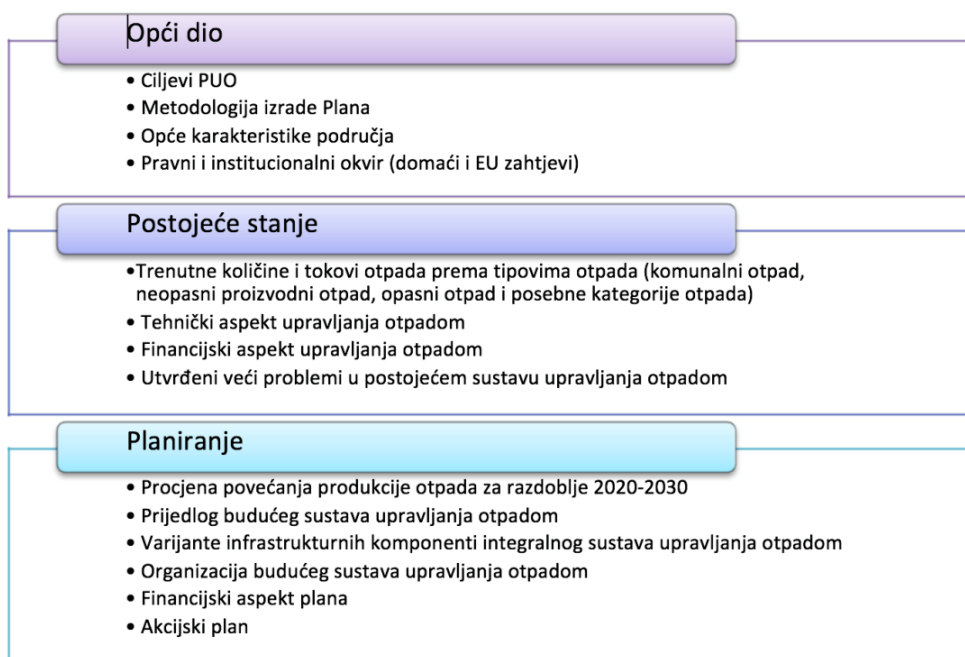 Opći dio
• Ciljevi PUO
• Metodologija izrade Plana
• Opće karakteristike područja
• Pravni i institucionalni okvir (domaći i EU zahtjevi)
Postojeće stanje
•Trenutne količine i tokovi otpada prema tipovima otpada (komunalni otpad,
neopasni proizvodni otpad, opasni otpad i posebne kategorije otpada)
• Tehnički aspekt upravljanja otpadom
• Financijski aspekt upravljanja otpadom
• Utvrđeni veći problemi u postojećem sustavu upravljanja otpadom
Planiranje
• Procjena povećanja produkcije otpada za razdoblje 2020-2030
• Prijedlog budućeg sustava upravljanja otpadom
• Varijante infrastrukturnih komponenti integralnog sustava upravljanja otpadom
• Organizacija budućeg sustava upravljanja otpadom
• Financijski aspekt plana
• Akcijski plan